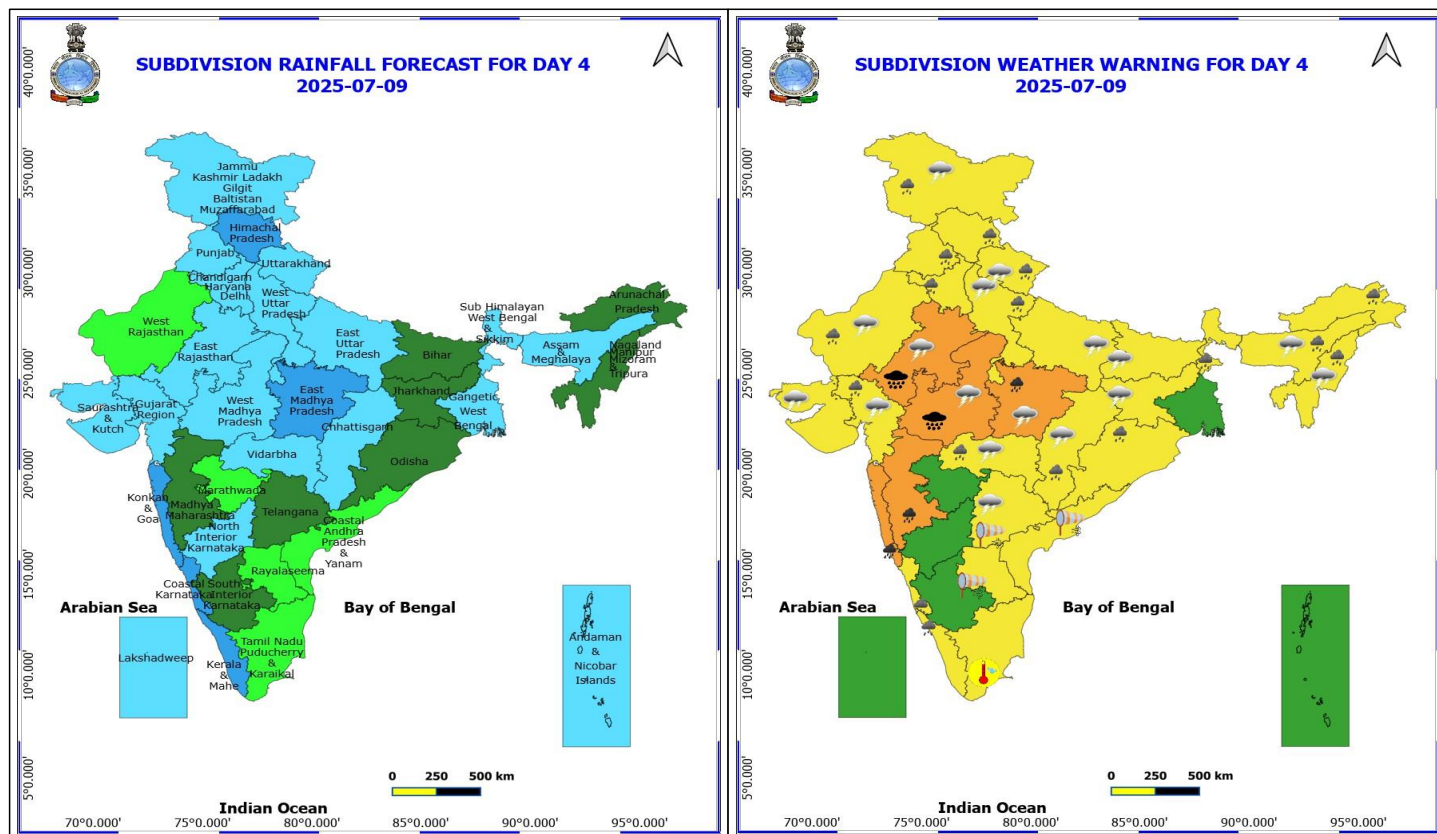 SUBDIVISION RAINFALL FORECAST FOR DAY 4
2025-07-09
40°0.000'
35°0.000'
30°0.000'
25°0.000'
20°0.000'
15°0.000'
10°0.000'
5°0.000'
Jammu
Kashmir Ladakh
Gilgit
Baltistan
Muzaffarabad
Himachal
Pradesh
Punjab
Uttarakhand
Chandigarh
Haryana
Delhi
West
Uttar
Pradesh
West
Rajasthan
East
Rajasthan
East
Uttar
Pradesh
Bihar
Sub Himalayan
West Bengal
&
Sikkim
Arunachal
Pradesh
Assam
&
Meghalaya
Nagaland
Manipur
Mizoram
&
Tripura
Saurashtra
&
Kutch
Gujarat
Region
West
Madhya
Pradesh
East
Madhya
Pradesh
Jharkhand
Gangetic
West
Bengal
Chhattisgarh
Vidarbha
Odisha
Konkan
&
Goa
Madhya
Maharashtra
Marathwada
Telangana
North
Interior
Karnataka
Coastal
Andhra
Pradesh
&
Yanam
Rayalaseema
Coastal
Karnataka
South
Interior
Karnataka
Arabian Sea
Bay of Bengal
Lakshadweep
Tamil Nadu
Puducherry
&
Karaikal
Kerala
&
Mahe
Andaman
&
Nicobar
Islands
0 250 500 km
Indian Ocean
70°0.000' 75°0.000' 80°0.000' 85°0.000' 90°0.000' 95°0.000'
SUBDIVISION WEATHER WARNING FOR DAY 4
2025-07-09
40°0.000'
35°0.000'
30°0.000'
25°0.000'
20°0.000'
15°0.000'
10°0.000'
5°0.000'
Arabian Sea
Bay of Bengal
0 250 500 km
Indian Ocean
70°0.000' 75°0.000' 80°0.000' 85°0.000' 90°0.000' 95°0.000'